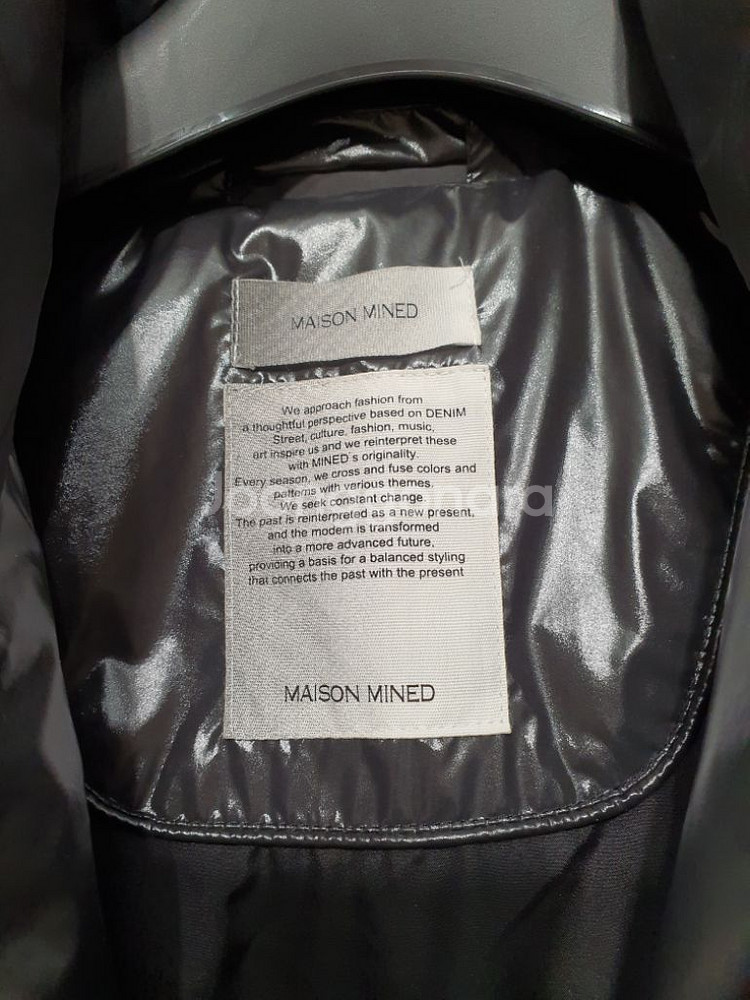 MAISON MINED
We approach fashion from
a thoughtful perspective based on DENIM
Street, culture. fashion, music,
art inspire us and we reinterpret these
with MINED s originality.
Every season, we cross and fuse colors and
patterns with various themes.
We seek constant change.
The past is reinterpreted as a new present,
and the modern is transformed
into a more advanced future,
providing a basis for a balanced styling
that connects the past with the present
MAISON MINED